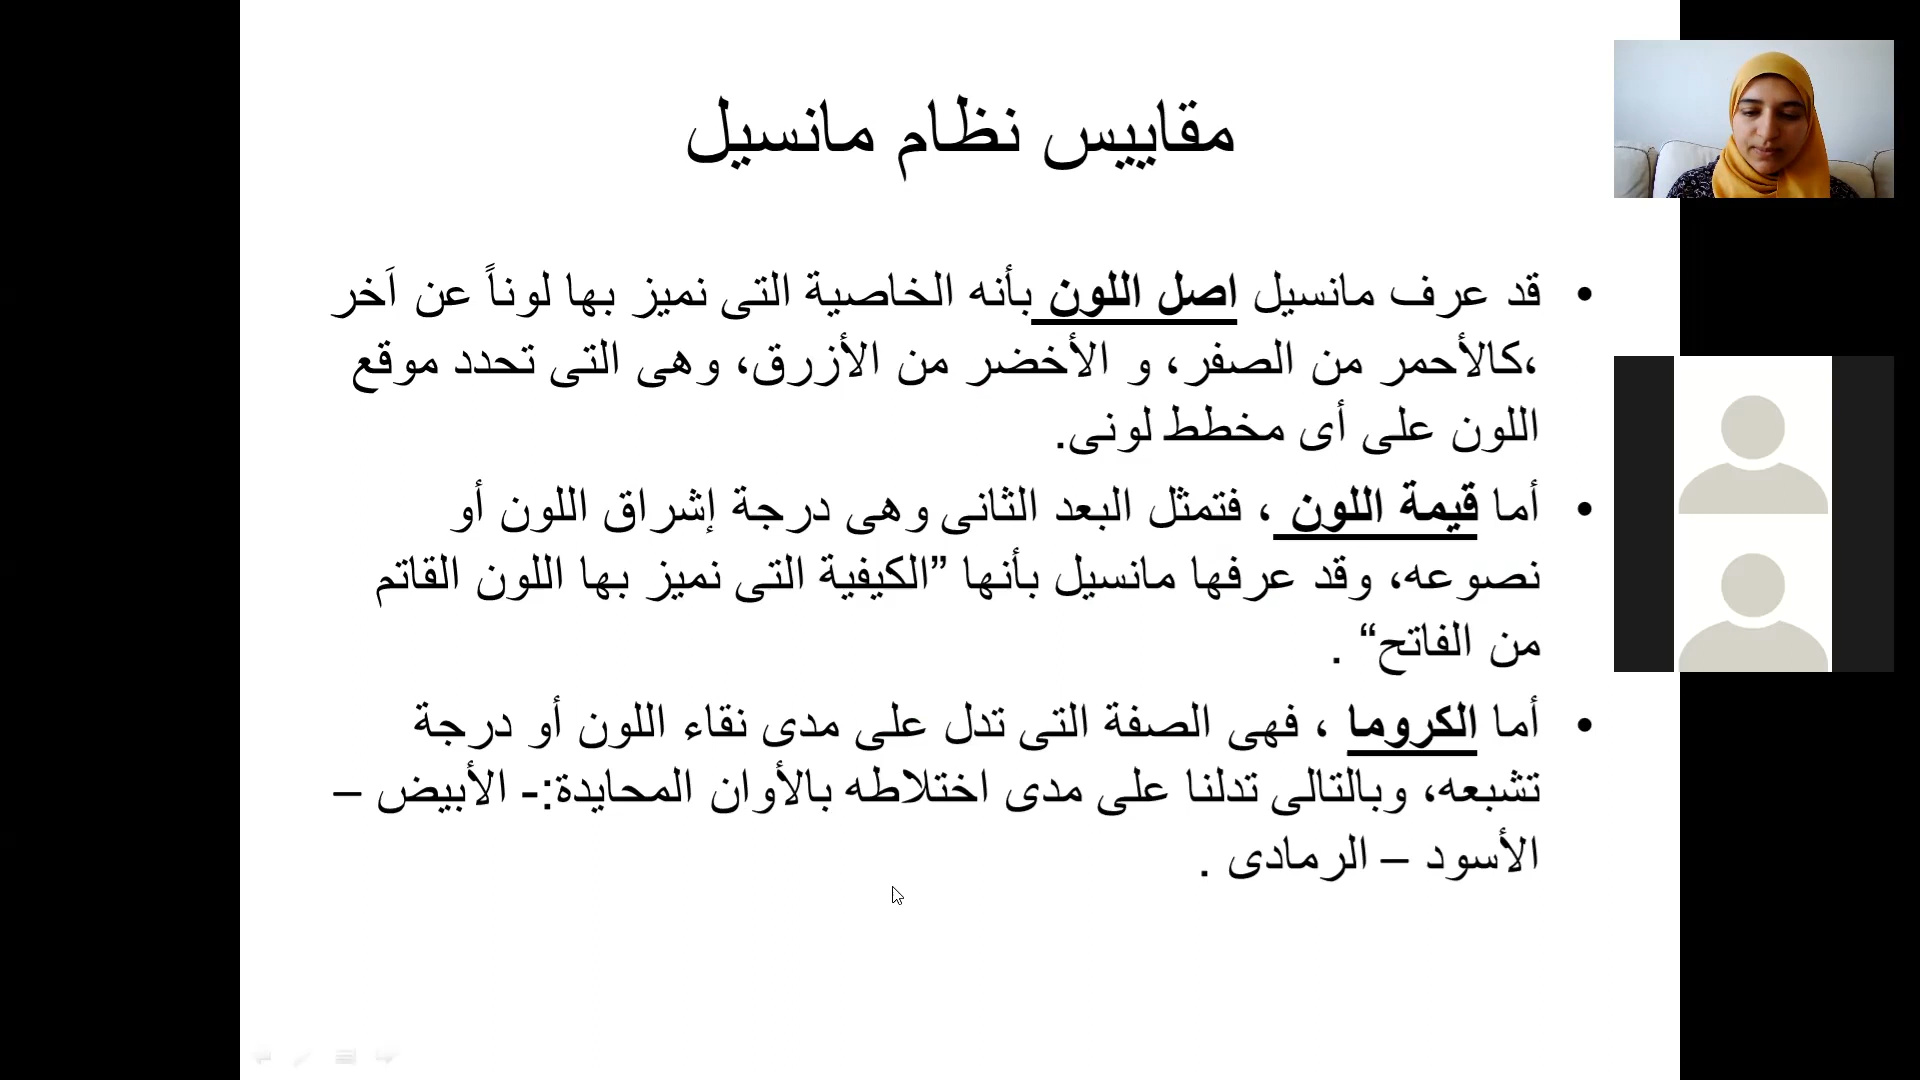 مقاييس نظام مانسيل
• قد عرف مانسيل اصل اللون بأنه الخاصية التى نميز بها لوناً عن اَخر
،كالأحمر من الصفر، و الأخضر من الأزرق، وهى التى تحدد موقع
اللون على أى مخطط لونى.
• أما قيمة اللون ، فتمثل البعد الثانى وهى درجة إشراق اللون أو
نصوعه، وقد عرفها مانسيل بأنها ”الكيفية التى نميز بها اللون القاتم
من الفاتح“ .
• أما الكروما ، فهى الصفة التى تدل على مدى نقاء اللون أو درجة
تشبعه، وبالتالى تدلنا على مدى اختلاطه بالأوان المحايدة:- الأبيض –
الأسود – الرمادى .